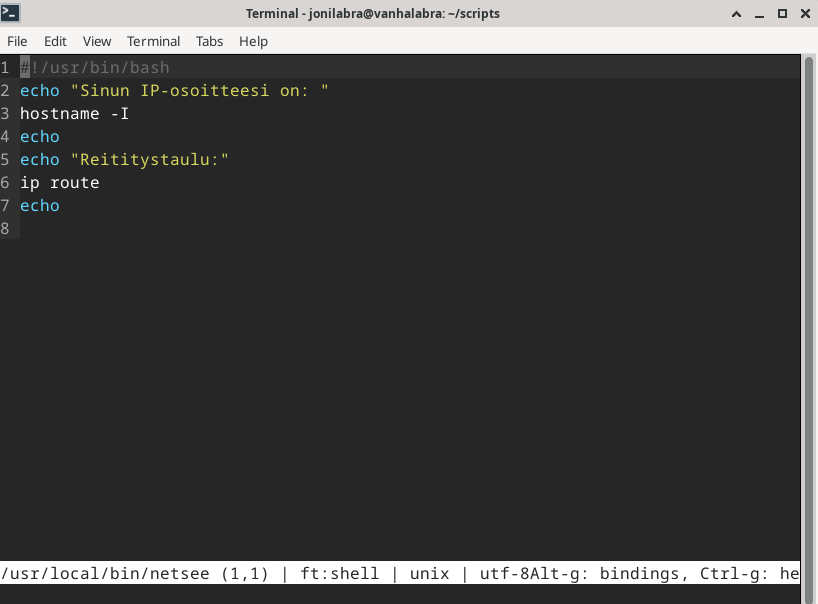 Terminal - jonilabra@vanhalabra: ~/scripts
File Edit View Terminal Tabs Help
1 #!/usr/bin/bash
2 echo "Sinun IP-osoitteesi on: "
3 hostname -I
4 echo
5 echo "Reititystaulu:"
6 ip route
7 echo
8
/usr/local/bin/netsee (1,1) | ft:shell | unix | utf-8Alt-g: bindings, Ctrl-g: he